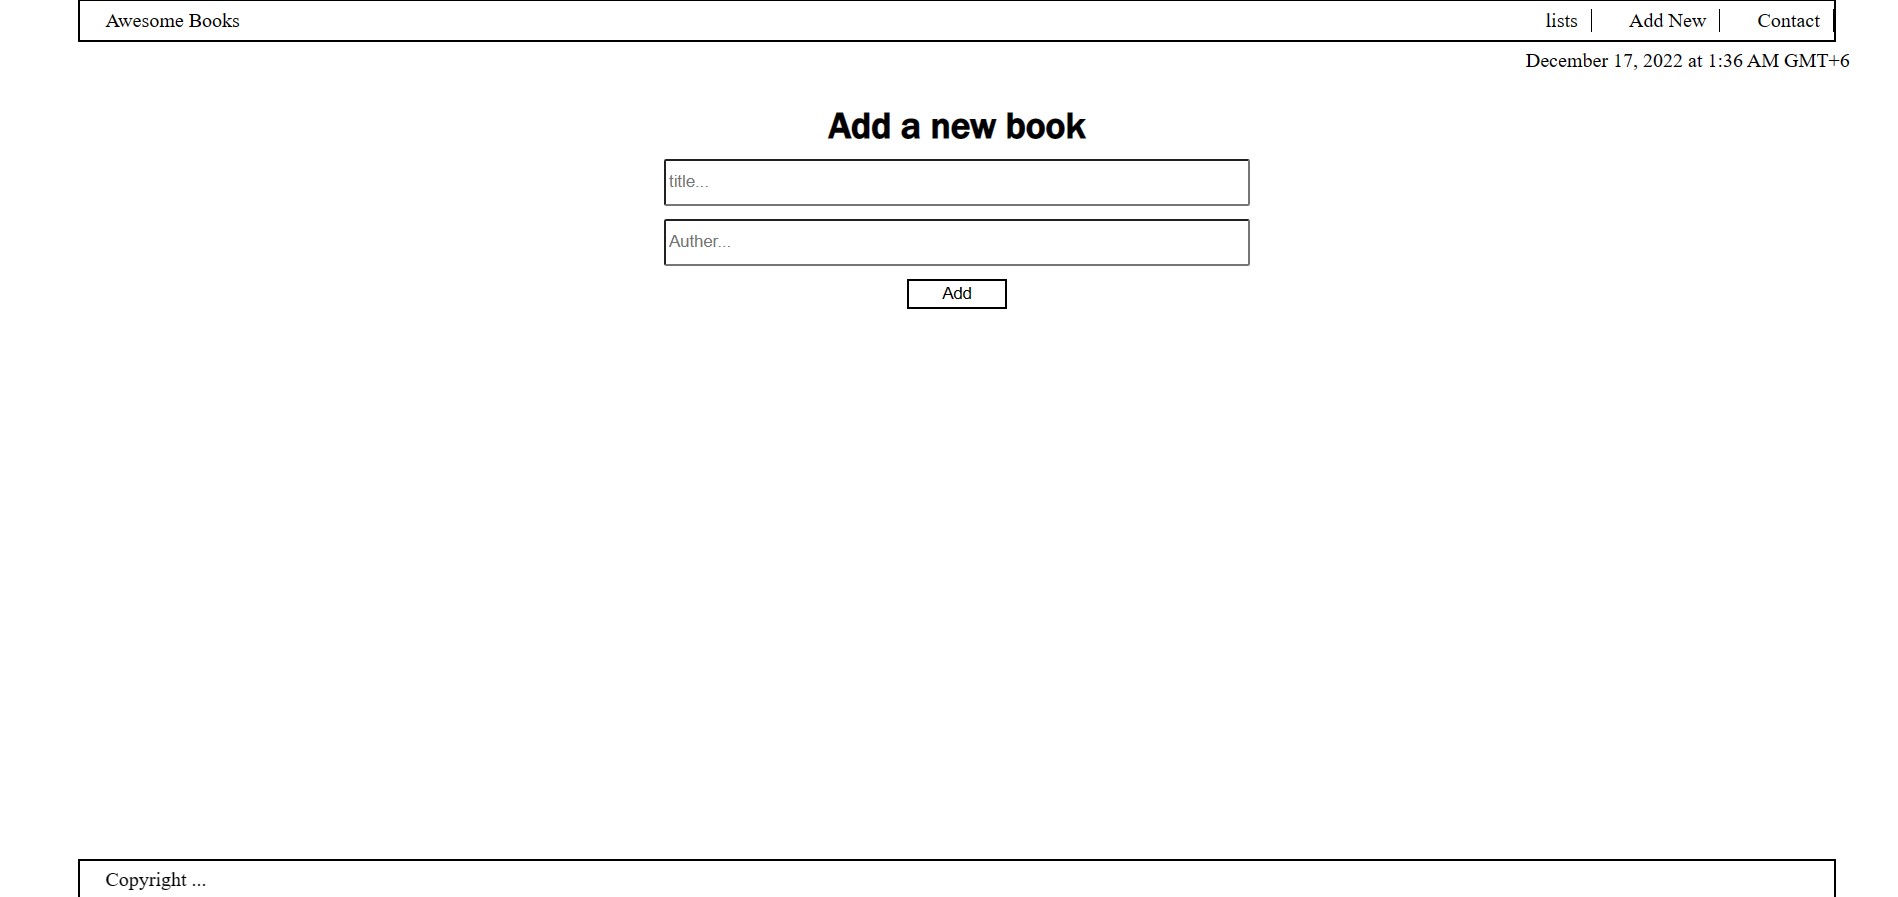 Awesome Books lists Add New Contact
December 17, 2022 at 1:36 AM GMT+6
Add a new book
title...
Auther...
Add
Copyright ...